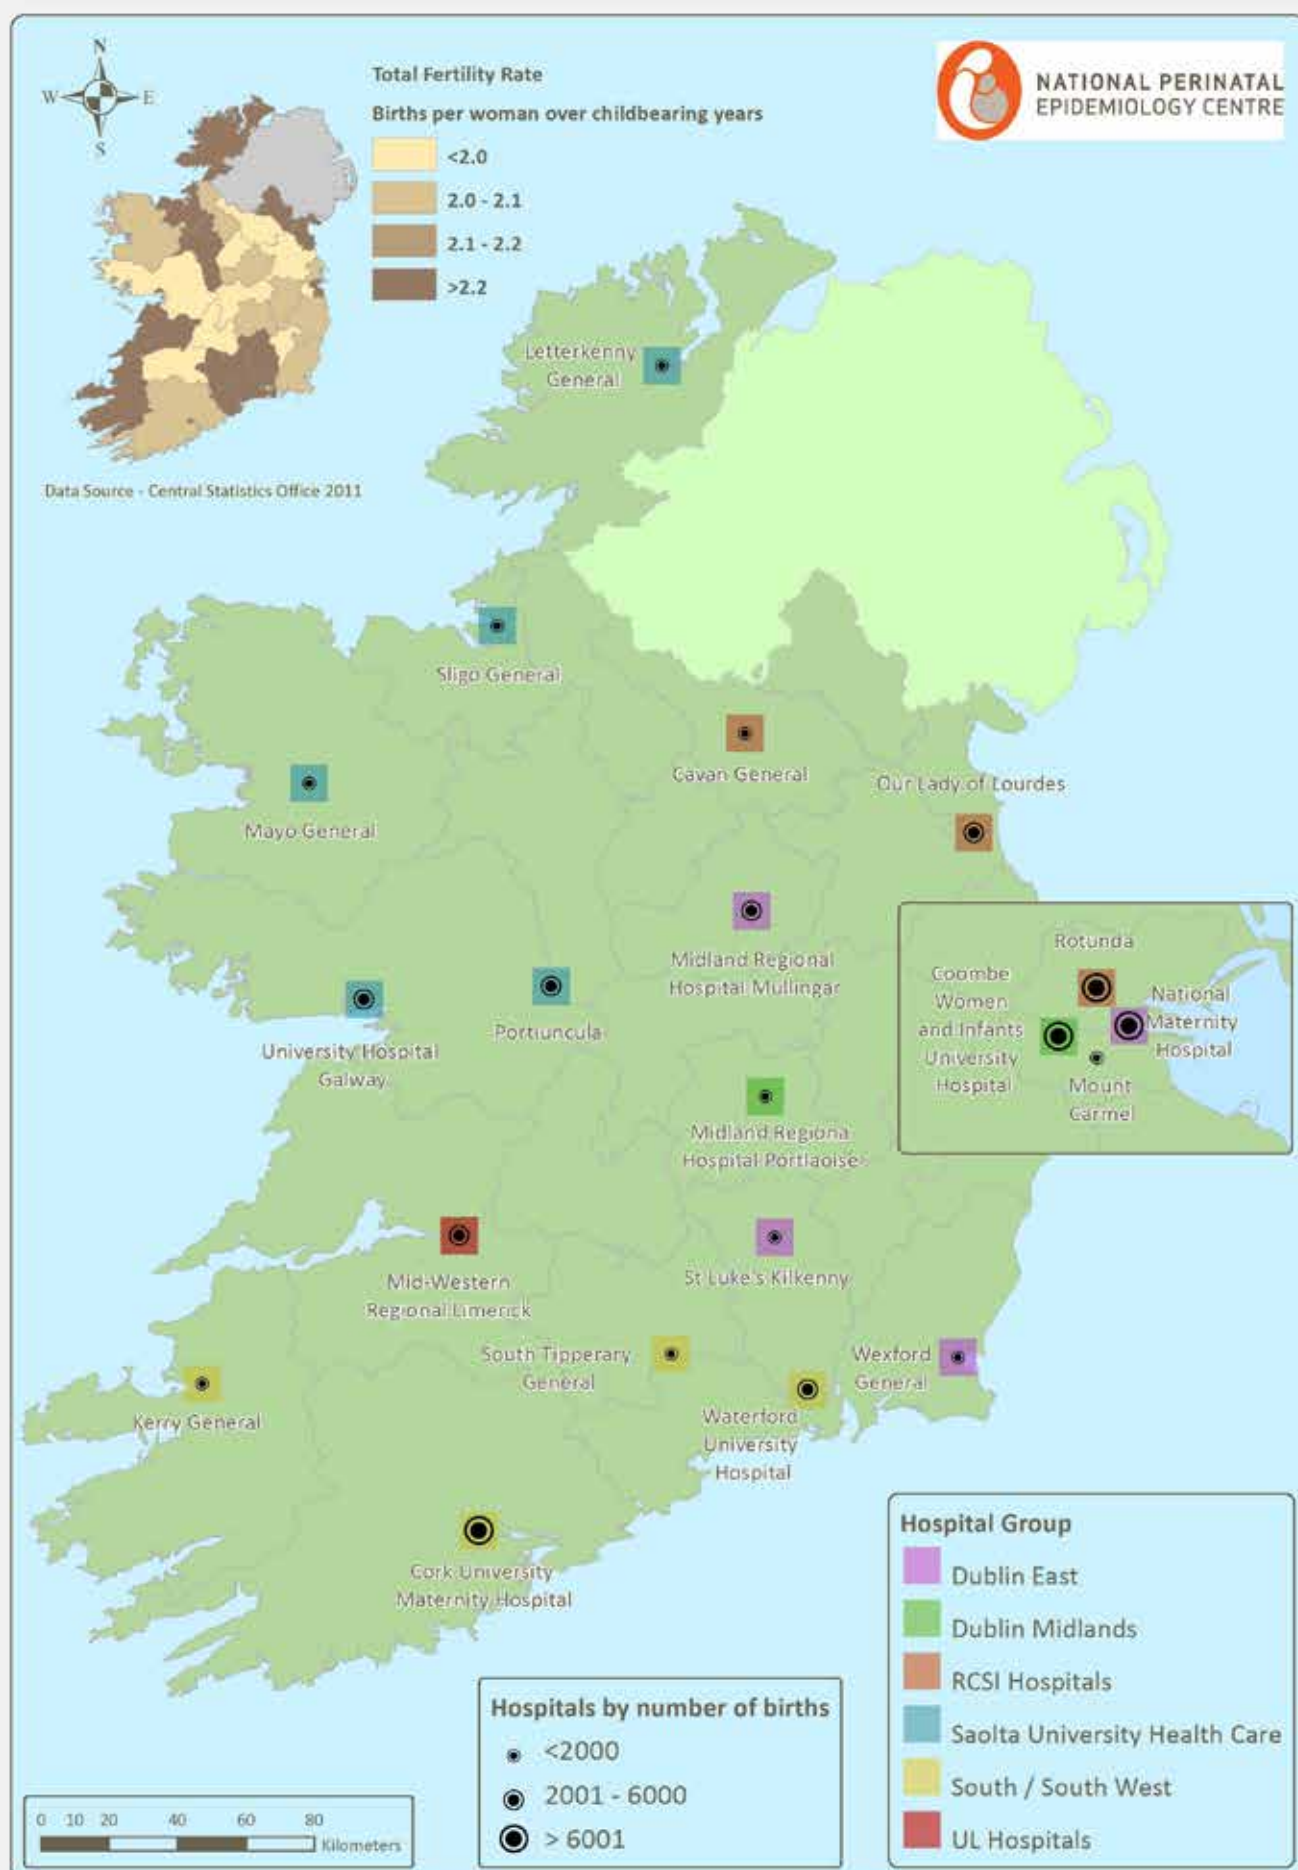 N
W E
S
Total Fertility Rate
Births per woman over childbearing years
<2.0
2.0 - 2.1
2.1 - 2.2
>2.2
NATIONAL PERINATAL
EPIDEMIOLOGY CENTRE
Data Source - Central Statistics Office 2011
Letterkenny
General
Sligo General
Cavan General
Our Lady of Lourdes
Mayo General
Midland Regional
Hospital Mullingar
Portiuncula
University Hospital
Galway
Rotunda
Coombe
Women
and Infants
University
Hospital
National
Maternity
Hospital
Mount
Carmel
Midland Regiona
Hospital Portlaoise
Mid-Western
Regional Limerick
St Luke's Kilkenny
South Tipperary
General
Wexford
General
Kerry General
Waterford
University
Hospital
Cork University
Maternity Hospital
Hospital Group
Dublin East
Dublin Midlands
RCSI Hospitals
Saolta University Health Care
South / South West
UL Hospitals
Hospitals by number of births
<2000
2001 - 6000
> 6001
0 10 20 40 60 80
Kilometers